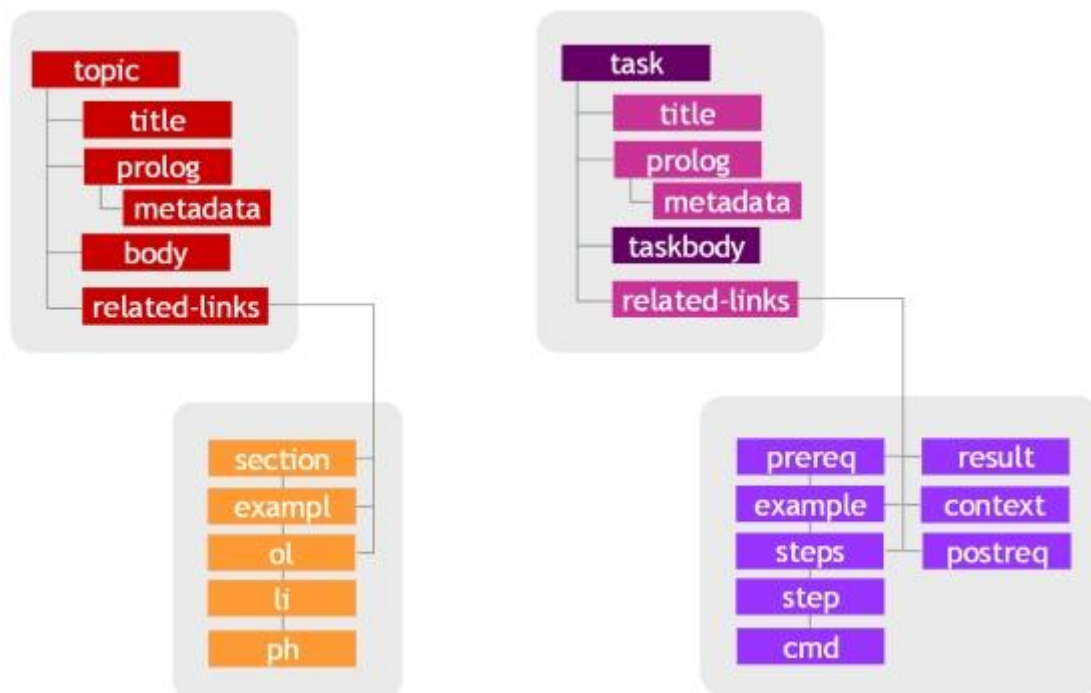 topic
title
prolog
metadata
body
related-links
section
exampl
ol
li
ph
task
title
prolog
metadata
taskbody
related-links
prereq
result
example
context
steps
postreq
step
cmd